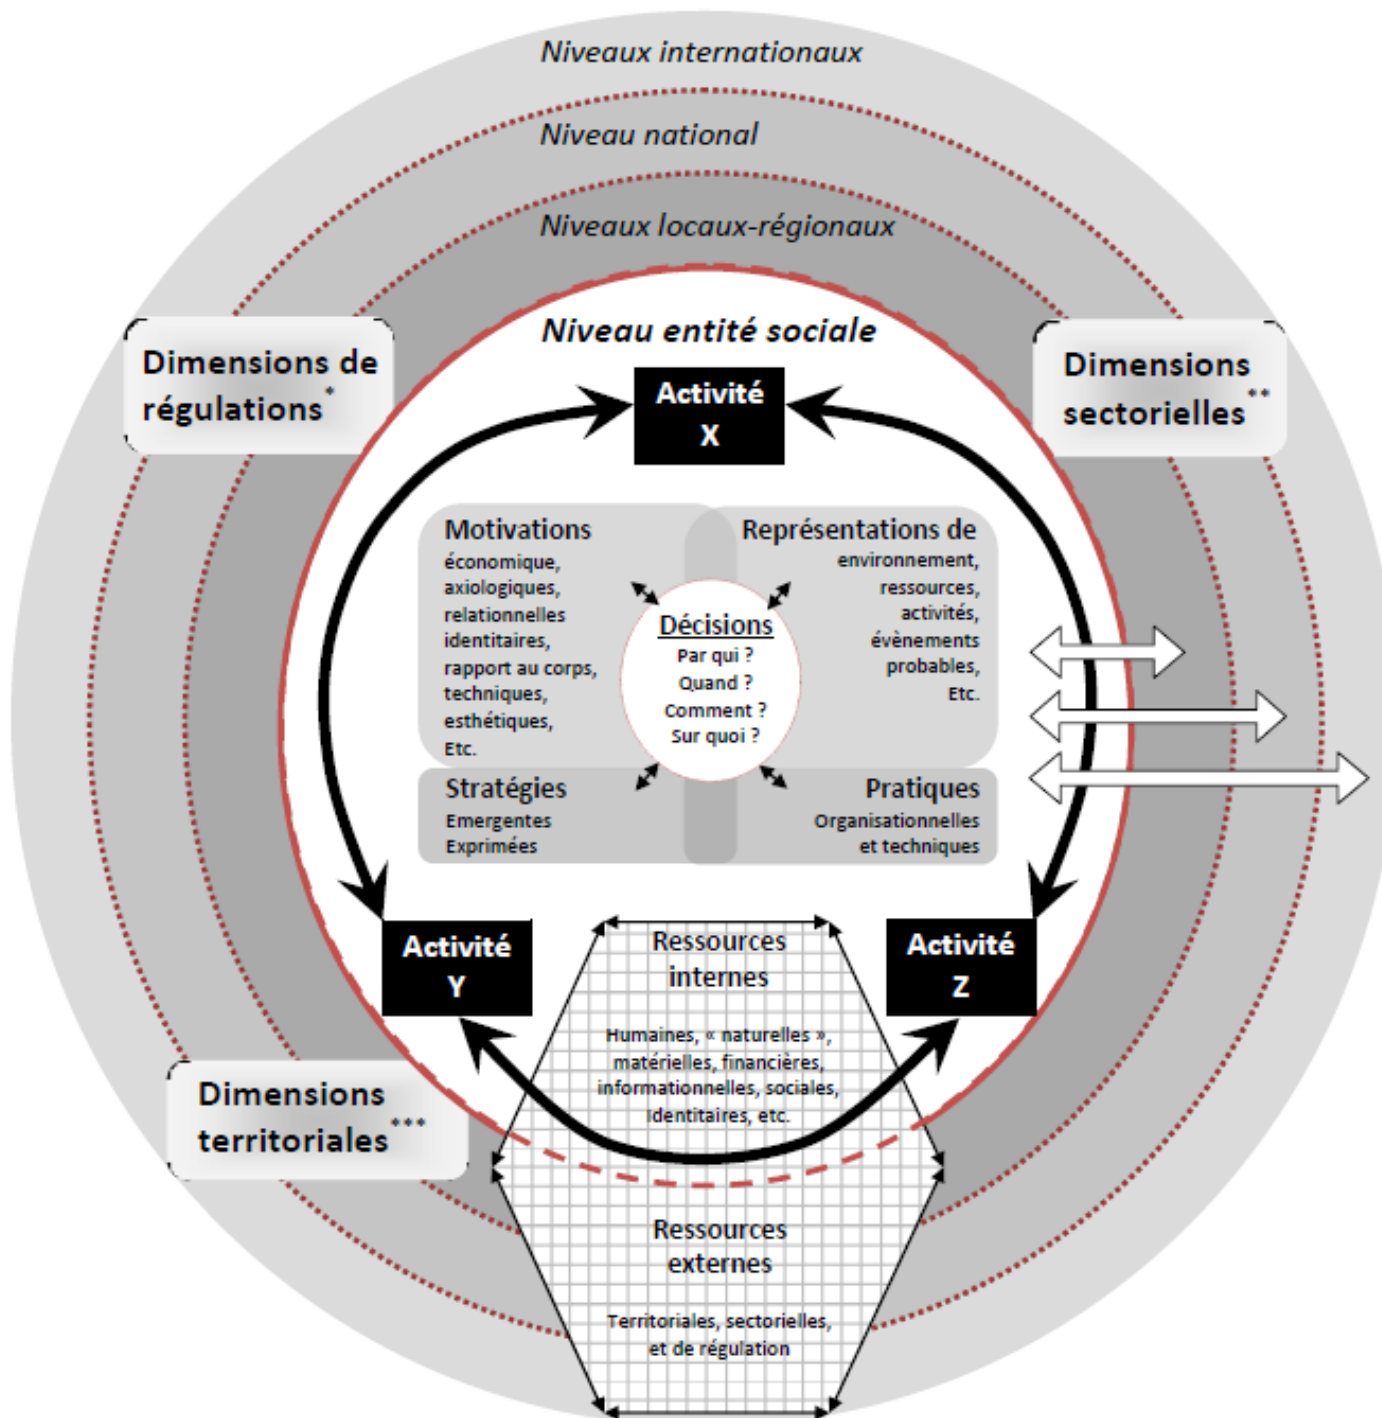 Niveaux internationaux
Niveau national
Niveaux locaux-régionaux
Niveau entité sociale
Dimensions de
régulations*
Dimensions
sectorielles**
Activité
X
Motivations
économique,
axiologiques,
relationnelles
identitaires,
rapport au corps,
techniques,
esthétiques,
Etc.
Représentations de
environnement,
ressources,
activités,
évènements
probables,
Etc.
Décisions
Par qui ?
Quand ?
Comment ?
Sur quoi ?
Stratégies
Emergentes
Exprimées
Pratiques
Organisationnelles
et techniques
Activité
Y
Activité
Z
Ressources
internes
Humaines, « naturelles »,
matérielles, financières,
informationnelles, sociales,
identitaires, etc.
Dimensions
territoriales***
Ressources
externes
Territoriales, sectorielles,
et de régulation